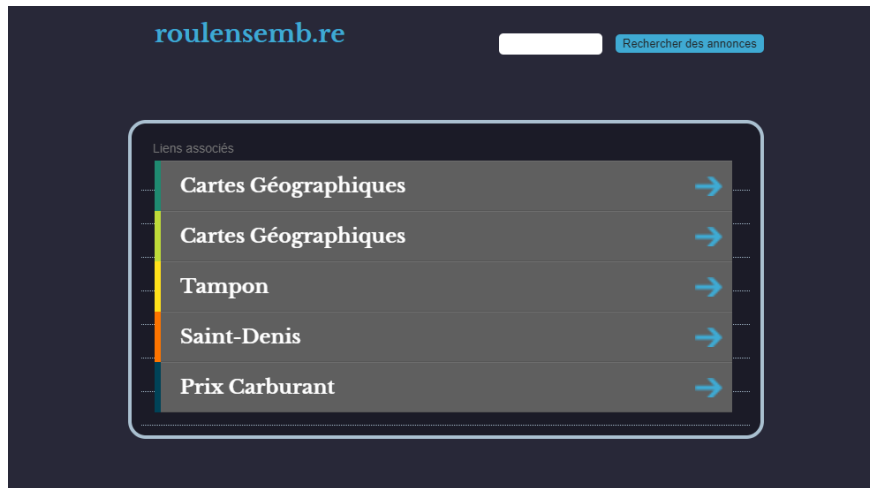 roulensemb.re
Rechercher des annonces
Liens associés
Cartes Géographiques
Cartes Géographiques
Tampon
Saint-Denis
Prix Carburant